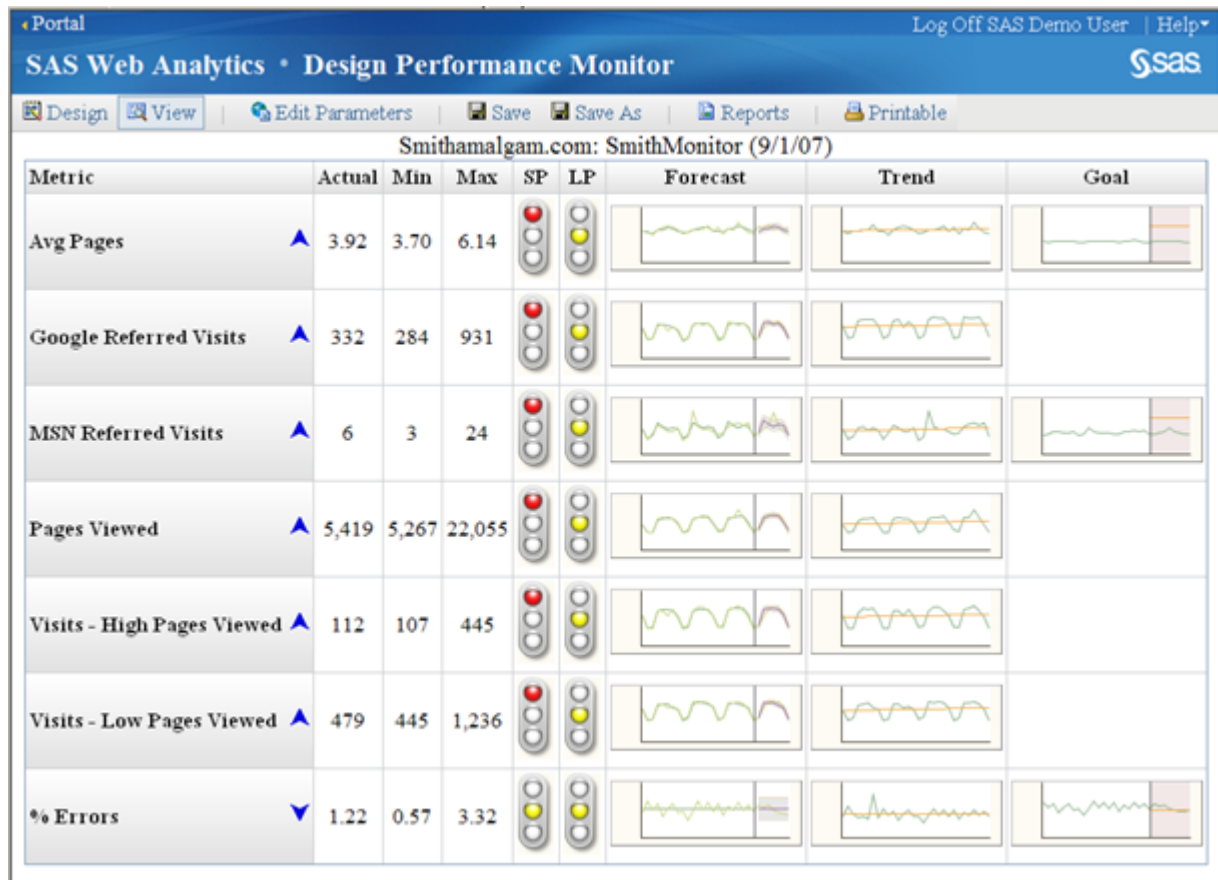 Portal Log Off SAS Demo User | Help
SAS Web Analytics • Design Performance Monitor sas
Design View | Edit Parameters | Save Save As | Reports | Printable
Smithamalgam.com: SmithMonitor (9/1/07)
Metric Actual Min Max SP LP Forecast Trend Goal
Avg Pages 3.92 3.70 6.14
Google Referred Visits 332 284 931
MSN Referred Visits 6 3 24
Pages Viewed 5,419 5,267 22,055
Visits - High Pages Viewed 112 107 445
Visits - Low Pages Viewed 479 445 1,236
% Errors 1.22 0.57 3.32